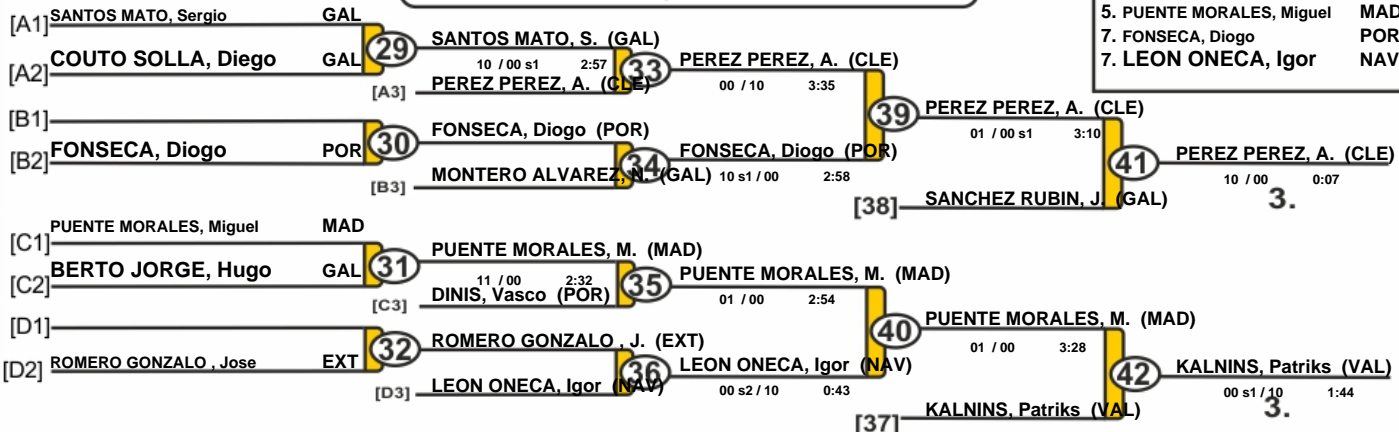 5. PUENTE MORALES, Miguel MAD
7. FONSECA, Diogo POR
7. LEON ONECA, Igor NAV
[A1] SANTOS MATO, Sergio GAL
[A2] COUTO SOLLA, Diego GAL
29
SANTOS MATO, S. (GAL)
10 / 00 s1 2:57
[A3] PEREZ PEREZ, A. (CLE)
33
PEREZ PEREZ, A. (CLE)
00 / 10 3:35
[B1]
[B2] FONSECA, Diogo POR
30
FONSECA, Diogo (POR)
[B3] MONTERO ALVAREZ, N. (GAL)
34
FONSECA, Diogo (POR)
10 s1 / 00 2:58
39
PEREZ PEREZ, A. (CLE)
01 / 00 s1 3:10
[38] SANCHEZ RUBIN, J. (GAL)
41
PEREZ PEREZ, A. (CLE)
10 / 00 0:07
3.
[C1] PUENTE MORALES, Miguel MAD
[C2] BERTO JORGE, Hugo GAL
31
PUENTE MORALES, M. (MAD)
11 / 00 2:32
[C3] DINIS, Vasco (POR)
35
PUENTE MORALES, M. (MAD)
01 / 00 2:54
[D1]
[D2] ROMERO GONZALO , Jose EXT
32
ROMERO GONZALO , J. (EXT)
[D3] LEON ONECA, Igor (NAV)
36
LEON ONECA, Igor (NAV)
00 s2 / 10 0:43
40
PUENTE MORALES, M. (MAD)
01 / 00 3:28
[37] KALNINS, Patriks (VAL)
42
KALNINS, Patriks (VAL)
00 s1 / 10 1:44
3.